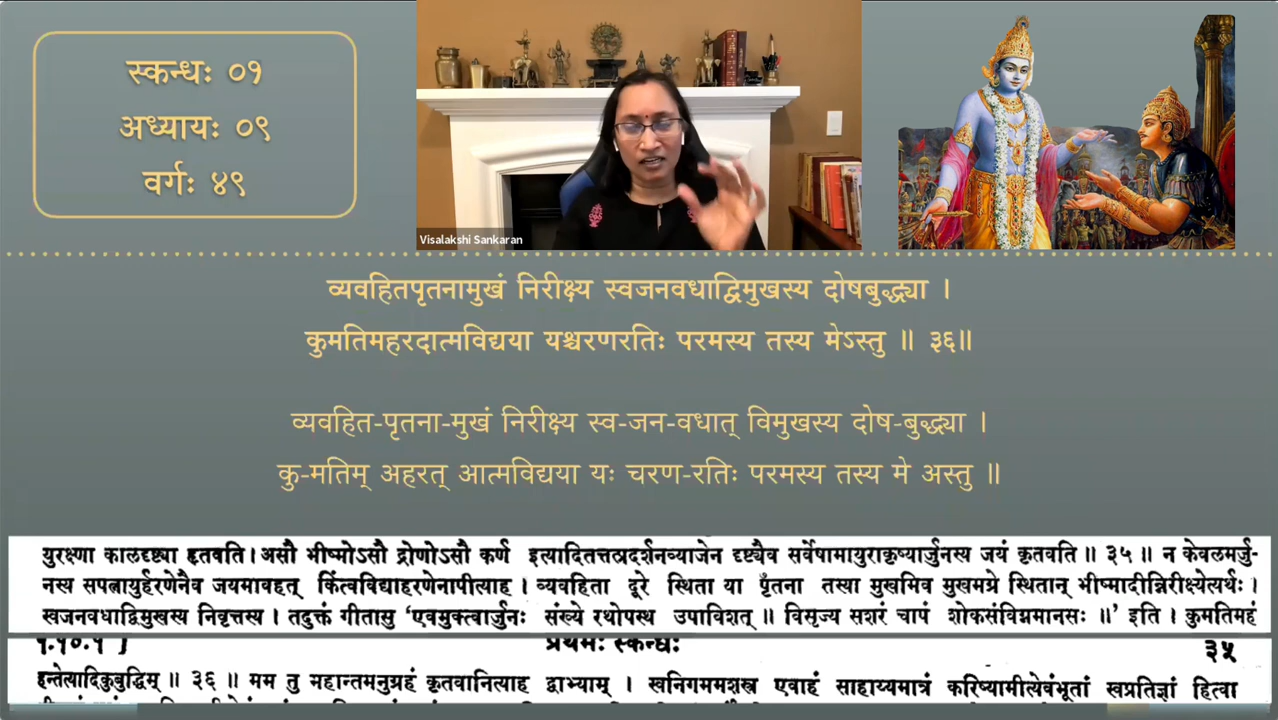 स्कन्धः ०१
अध्यायः ०९
वर्गः ४९
Visalakshi Sankaran
व्यवहितपृतनामुखं निरीक्ष्य स्वजनवधाद्विमुखस्य दोषबुद्ध्या ।
कुमतिमहरदात्मविद्यया यश्चरणरतिः परमस्य तस्य मेऽस्तु ॥ ३६॥
व्यवहित-पृतना-मुखं निरीक्ष्य स्व-जन-वधात् विमुखस्य दोष-बुद्ध्या ।
कु-मतिम् अहरत् आत्मविद्यया यः चरण-रतिः परमस्य तस्य मे अस्तु ॥
युरक्ष्णा कालदृष्ट्या हृतवति। असौ भीष्मोऽसौ द्रोणोऽसौ कर्ण इत्यादितत्तत्प्रदर्शनव्याजेन दृष्ट्यैव सर्वेषामायुराकृष्यार्जुनस्य जयं कृतवति ॥ ३५ ॥ न केवलमर्जु-
नस्य सपत्नायुर्हरणेनैव जयमावहत् किंत्वविद्याहरणेनापीत्याह । व्यवहिता दूरे स्थिता या पृतना तस्या मुखमिव मुखमग्रे स्थितान् भीष्मादीन्निरीक्ष्येत्यर्थः ।
स्वजनवधाद्विमुखस्य निवृत्तस्य । तदुक्तं गीतासु ‘एवमुक्त्वार्जुनः संख्ये रथोपस्थ उपाविशत् ॥ विसृज्य सशरं चापं शोकसंविग्नमानसः ॥’ इति । कुमतिमहं
१.१०.१ ] प्रथमः स्कन्धः ३५
हन्तेत्यादिकुबुद्धिम् ॥ ३६ ॥ मम तु महान्तमनुग्रहं कृतवानित्याह द्वाभ्याम् । स्वनिगममशस्त्र एवाहं साहाय्यमात्रं करिष्यामीत्येवंभूतां स्वप्रतिज्ञां हित्वा